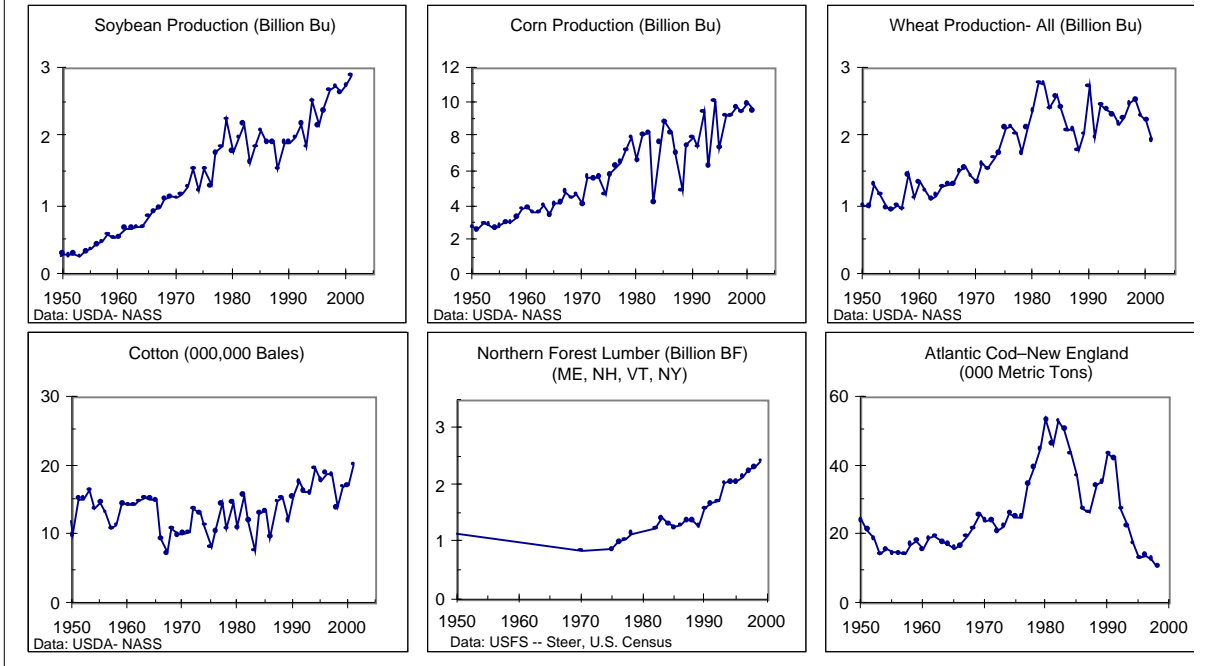 Soybean Production (Billion Bu)
3
2
1
0
1950 1960 1970 1980 1990 2000
Data: USDA- NASS
Corn Production (Billion Bu)
12
10
8
6
4
2
0
1950 1960 1970 1980 1990 2000
Data: USDA- NASS
Wheat Production- All (Billion Bu)
3
2
1
0
1950 1960 1970 1980 1990 2000
Data: USDA- NASS
Cotton (000,000 Bales)
30
20
10
0
1950 1960 1970 1980 1990 2000
Data: USDA- NASS
Northern Forest Lumber (Billion BF)
(ME, NH, VT, NY)
3
2
1
0
1950 1960 1970 1980 1990 2000
Data: USFS -- Steer, U.S. Census
Atlantic Cod–New England
(000 Metric Tons)
60
40
20
0
1950 1960 1970 1980 1990 2000